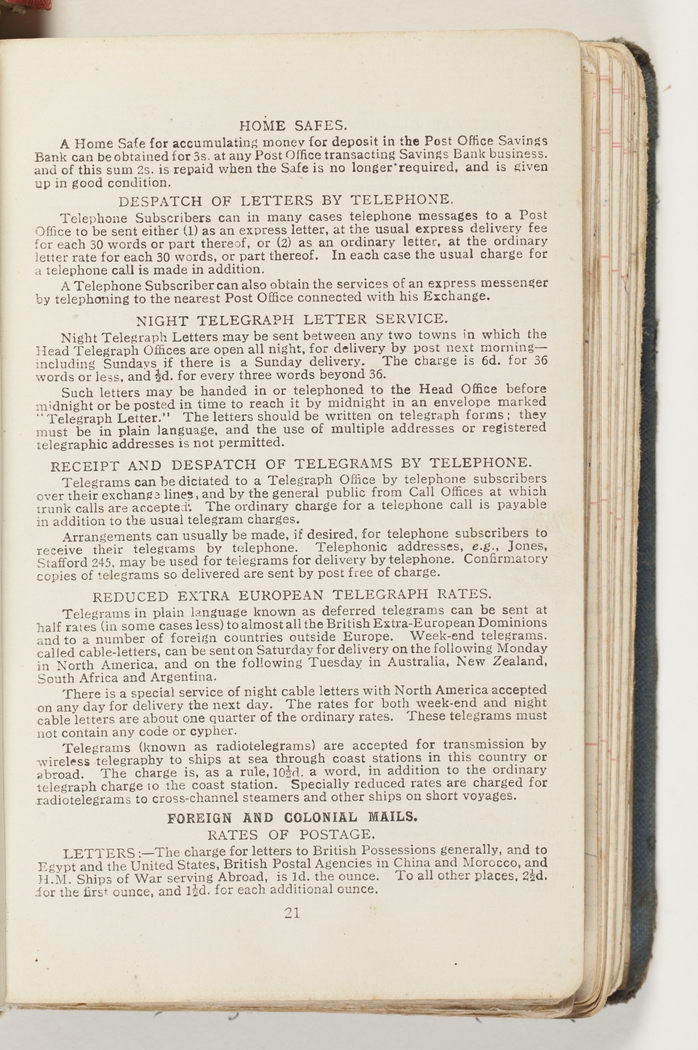 HOME SAFES.
A Home Safe for accumulating money for deposit in the Post Office Savings
Bank can be obtained for 3s. at any Post Office transacting Savings Bank business.
and of this sum 2s. is repaid when the Safe is no longer required, and is given
up in good condition.
DESPATCH OF LETTERS BY TELEPHONE.
Telephone Subscribers can in many cases telephone messages to a Post
Office to be sent either (1) as an express letter, at the usual express delivery fee
for each 30 words or part thereof, or (2) as an ordinary letter, at the ordinary
letter rate for each 30 words, or part thereof. In each case the usual charge for
a telephone call is made in addition.
A Telephone Subscriber can also obtain the services of an express messenger
by telephoning to the nearest Post Office connected with his Exchange.
NIGHT TELEGRAPH LETTER SERVICE.
Night Telegraph Letters may be sent between any two towns in which the
Head Telegraph Offices are open all night, for delivery by post next morning—
including Sundays if there is a Sunday delivery. The charge is 6d. for 36
words or less, and ½d. for every three words beyond 36.
Such letters may be handed in or telephoned to the Head Office before
midnight or be posted in time to reach it by midnight in an envelope marked
"Telegraph Letter." The letters should be written on telegraph forms; they
must be in plain language, and the use of multiple addresses or registered
telegraphic addresses is not permitted.
RECEIPT AND DESPATCH OF TELEGRAMS BY TELEPHONE.
Telegrams can be dictated to a Telegraph Office by telephone subscribers
over their exchange lines, and by the general public from Call Offices at which
trunk calls are accepted. The ordinary charge for a telephone call is payable
in addition to the usual telegram charges.
Arrangements can usually be made, if desired, for telephone subscribers to
receive their telegrams by telephone. Telephonic addresses, e.g., Jones,
Stafford 245, may be used for telegrams for delivery by telephone. Confirmatory
copies of telegrams so delivered are sent by post free of charge.
REDUCED EXTRA EUROPEAN TELEGRAPH RATES.
Telegrams in plain language known as deferred telegrams can be sent at
half rates (in some cases less) to almost all the British Extra-European Dominions
and to a number of foreign countries outside Europe. Week-end telegrams.
called cable-letters, can be sent on Saturday for delivery on the following Monday
in North America, and on the following Tuesday in Australia, New Zealand,
South Africa and Argentina.
There is a special service of night cable letters with North America accepted
on any day for delivery the next day. The rates for both week-end and night
cable letters are about one quarter of the ordinary rates. These telegrams must
not contain any code or cypher.
Telegrams (known as radiotelegrams) are accepted for transmission by
wireless telegraphy to ships at sea through coast stations in this country or
abroad. The charge is, as a rule, 10½d. a word, in addition to the ordinary
telegraph charge to the coast station. Specially reduced rates are charged for
radiotelegrams to cross-channel steamers and other ships on short voyages.
FOREIGN AND COLONIAL MAILS.
RATES OF POSTAGE.
LETTERS:—The charge for letters to British Possessions generally, and to
Egypt and the United States, British Postal Agencies in China and Morocco, and
H.M. Ships of War serving Abroad, is 1d. the ounce. To all other places, 2½d.
for the first ounce, and 1½d. for each additional ounce.
21